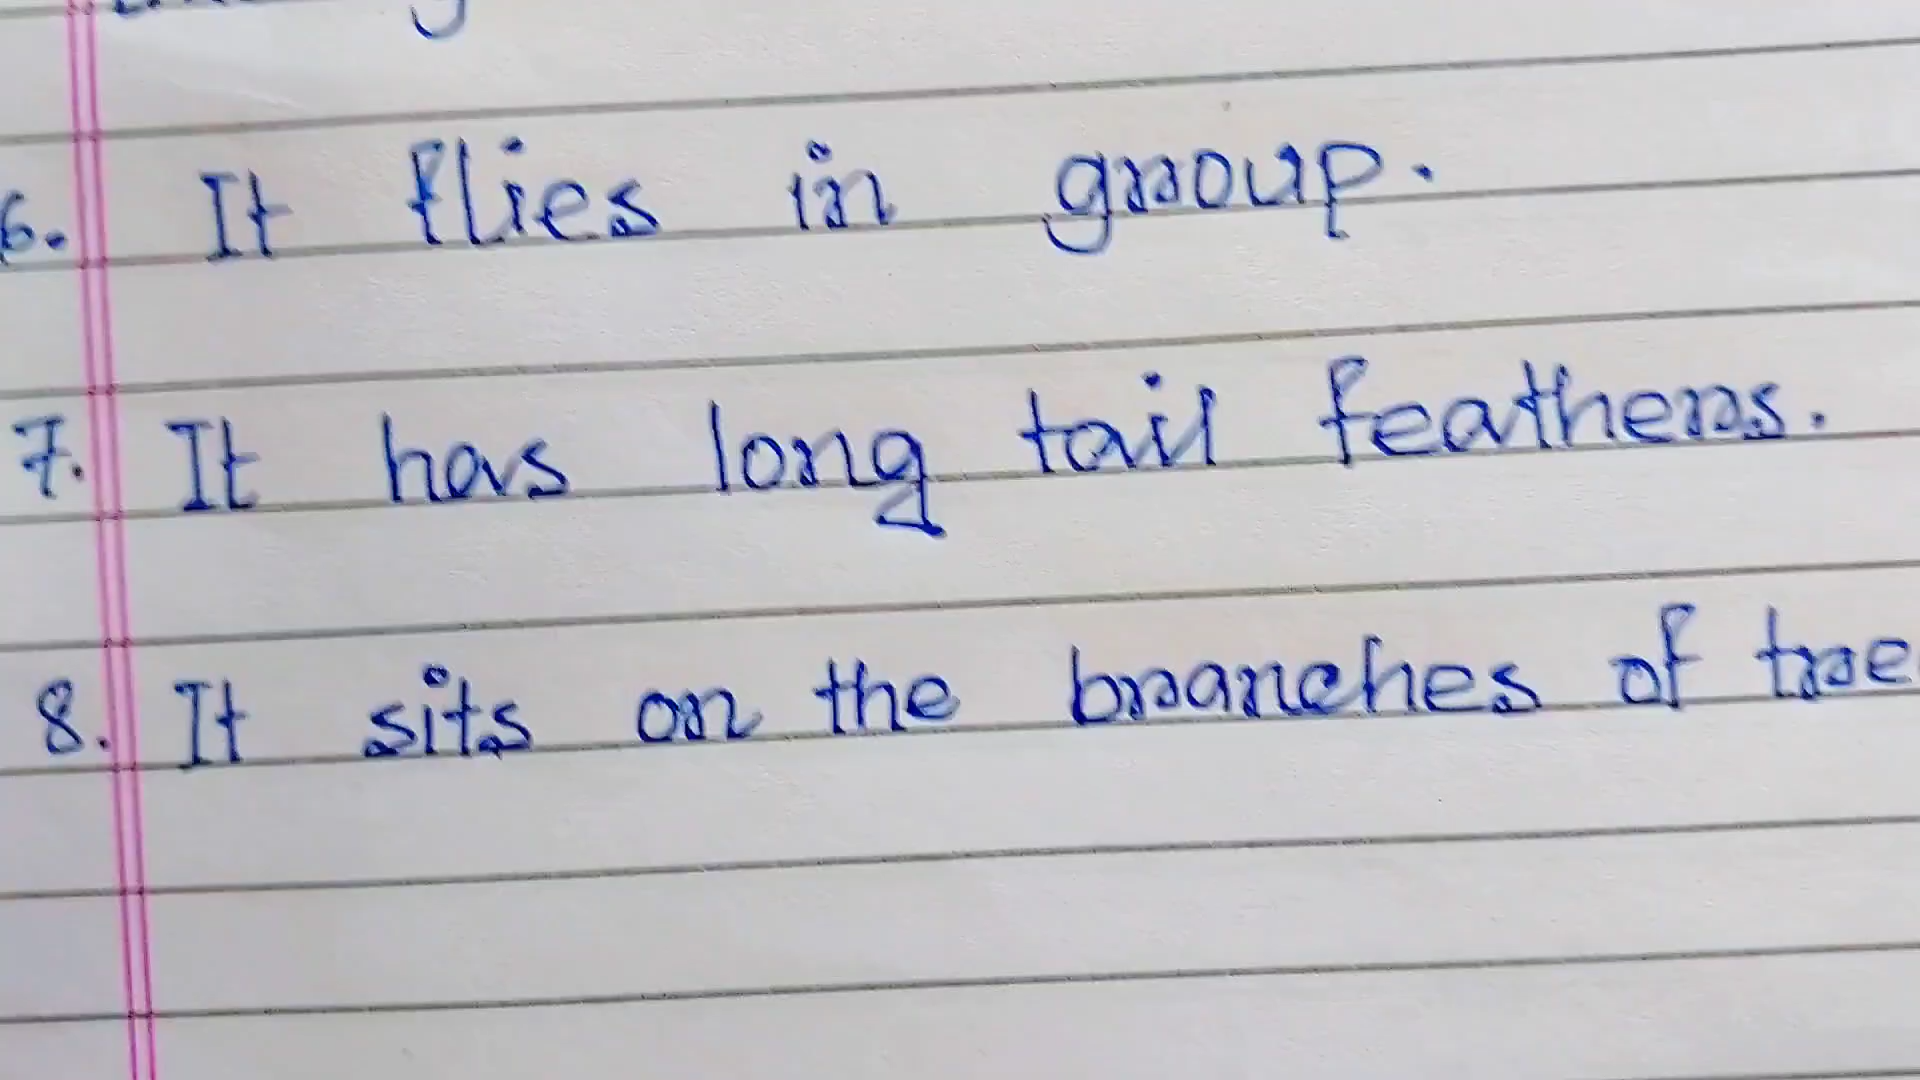 6. It flies in group.
7. It has long tail feathers.
8. It sits on the branches of tree